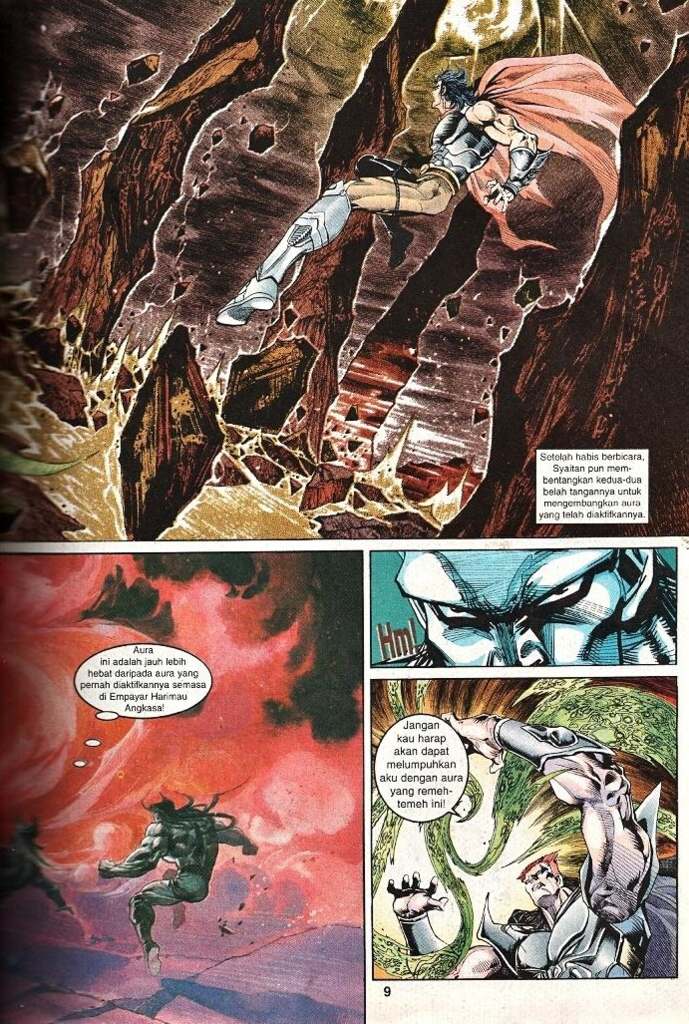 Setelah habis berbicara,
Syaitan pun mem-
bentangkan kedua-dua
belah tangannya untuk
mengembangkan aura
yang telah diaktifkannya.
Aura
ini adalah jauh lebih
hebat daripada aura yang
pernah diaktifkannya semasa
di Empayar Harimau
Angkasa!
Hm!
Jangan
kau harap
akan dapat
melumpuhkan
aku dengan aura
yang remeh-
temeh ini!
9